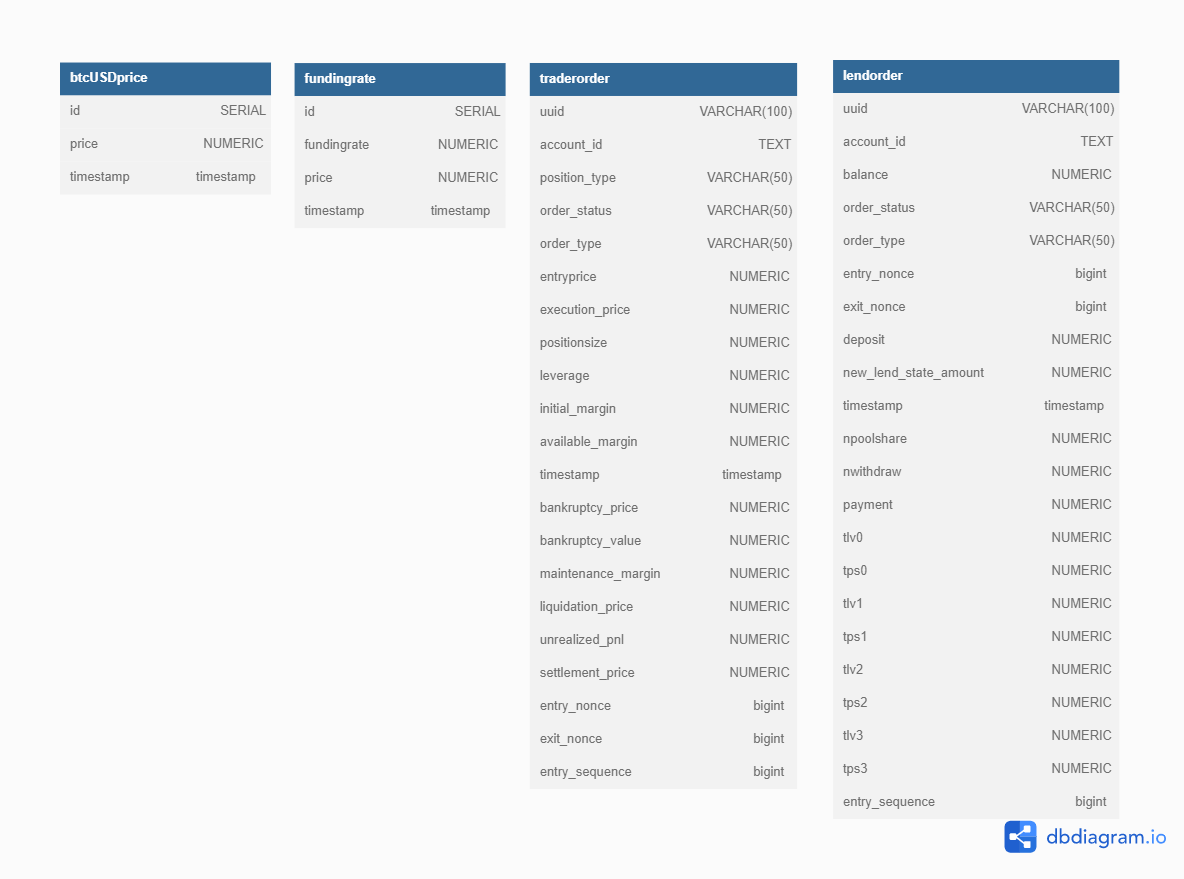 btcUSDprice
id SERIAL
price NUMERIC
timestamp timestamp
fundingrate
id SERIAL
fundingrate NUMERIC
price NUMERIC
timestamp timestamp
traderorder
uuid VARCHAR(100)
account_id TEXT
position_type VARCHAR(50)
order_status VARCHAR(50)
order_type VARCHAR(50)
entryprice NUMERIC
execution_price NUMERIC
positionsize NUMERIC
leverage NUMERIC
initial_margin NUMERIC
available_margin NUMERIC
timestamp timestamp
bankruptcy_price NUMERIC
bankruptcy_value NUMERIC
maintenance_margin NUMERIC
liquidation_price NUMERIC
unrealized_pnl NUMERIC
settlement_price NUMERIC
entry_nonce bigint
exit_nonce bigint
entry_sequence bigint
lendorder
uuid VARCHAR(100)
account_id TEXT
balance NUMERIC
order_status VARCHAR(50)
order_type VARCHAR(50)
entry_nonce bigint
exit_nonce bigint
deposit NUMERIC
new_lend_state_amount NUMERIC
timestamp timestamp
npoolshare NUMERIC
nwithdraw NUMERIC
payment NUMERIC
tlv0 NUMERIC
tps0 NUMERIC
tlv1 NUMERIC
tps1 NUMERIC
tlv2 NUMERIC
tps2 NUMERIC
tlv3 NUMERIC
tps3 NUMERIC
entry_sequence bigint
dbdiagram.io